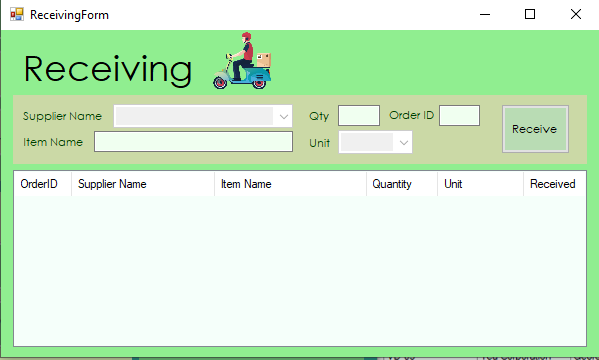 ReceivingForm
Receiving
Supplier Name Qty Order ID
Receive
Item Name Unit
OrderID Supplier Name Item Name Quantity Unit Received